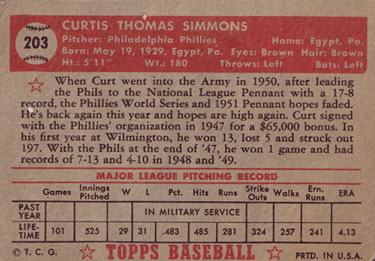 203
CURTIS THOMAS SIMMONS
Pitcher: Philadelphia Phillies Home: Egypt, Pa.
Born: May 19, 1929, Egypt, Pa. Eyes: Brown Hair: Brown
Ht.: 5'11" Wt.: 180 Throws: Left Bats: Left
When Curt went into the Army in 1950, after leading
the Phils to the National League Pennant with a 17-8
record, the Phillies World Series and 1951 Pennant hopes faded.
He's back again this year and hopes are high again. Curt signed
with the Phillies' organization in 1947 for a $65,000 bonus. In
his first year at Wilmington, he won 13, lost 5 and struck out
197. With the Phils at the end of '47, he won 1 game and had
records of 7-13 and 4-10 in 1948 and '49.
MAJOR LEAGUE PITCHING RECORD
Games Innings Pitched W L Pct. Hits Runs Strike Outs Walks Ern. Runs ERA
PAST YEAR IN MILITARY SERVICE
LIFE-TIME 101 525 29 31 .483 485 281 324 257 241 4.13
© T. C. G. TOPPS BASEBALL PRTD. IN U.S.A.